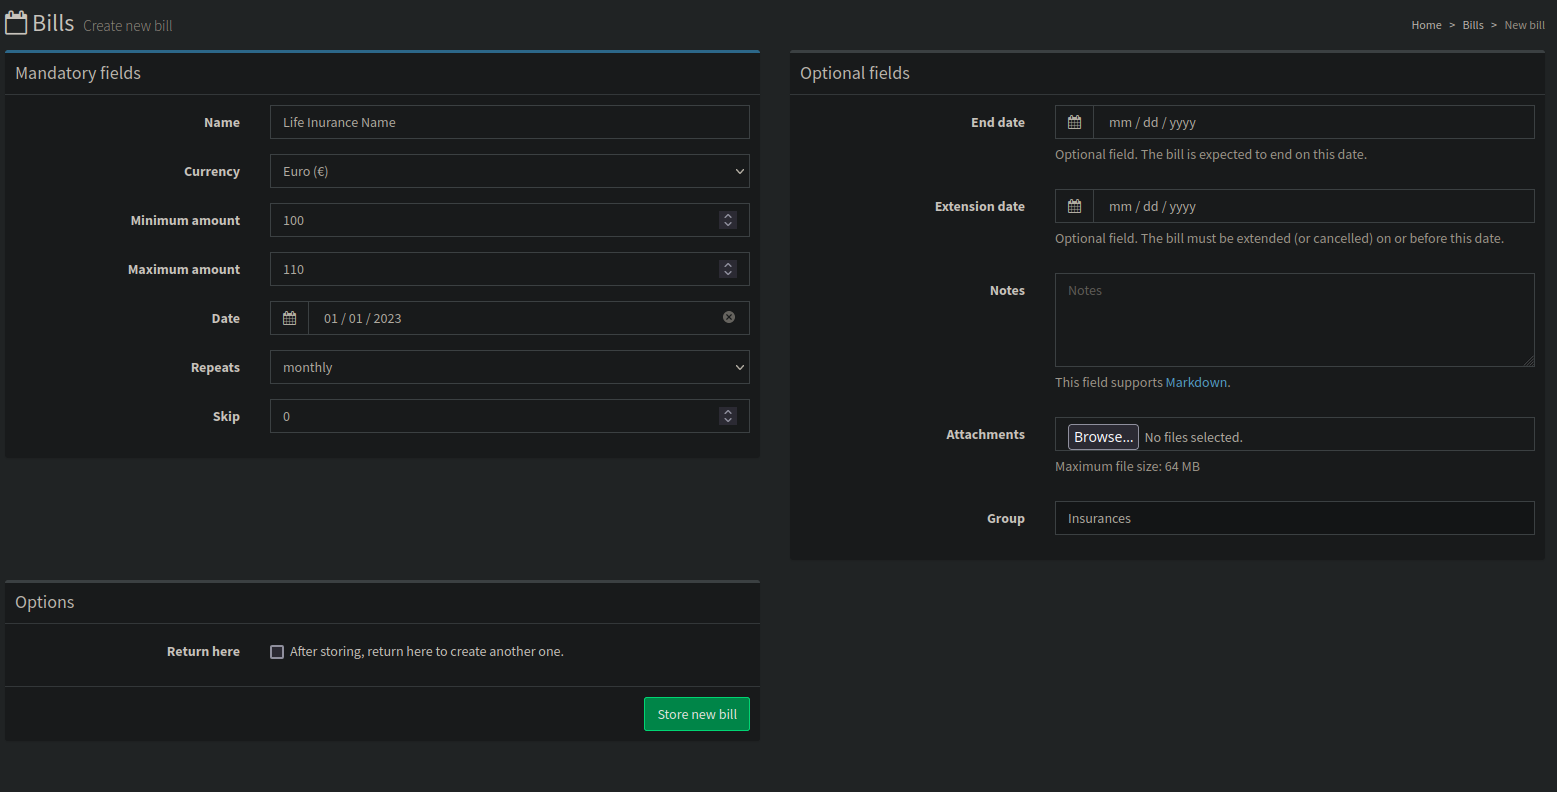 Bills Create new bill
Home > Bills > New bill
Mandatory fields
Name Life Inurance Name
Currency Euro (€)
Minimum amount 100
Maximum amount 110
Date 01 / 01 / 2023
Repeats monthly
Skip 0
Optional fields
End date mm / dd / yyyy
Optional field. The bill is expected to end on this date.
Extension date mm / dd / yyyy
Optional field. The bill must be extended (or cancelled) on or before this date.
Notes Notes
This field supports Markdown.
Attachments Browse... No files selected.
Maximum file size: 64 MB
Group Insurances
Options
Return here After storing, return here to create another one.
Store new bill